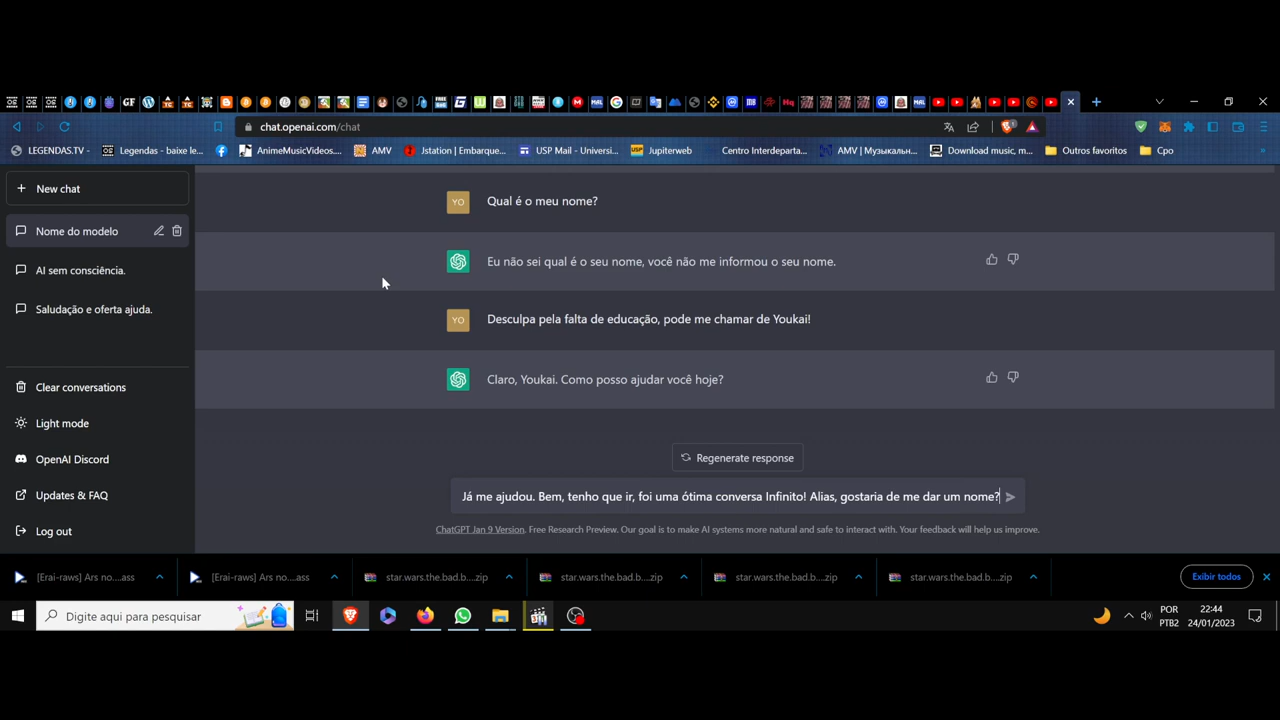 GF
chat.openai.com/chat
LEGENDAS.TV -
Legendas - baixe le...
AnimeMusicVideos....
AMV
Jstation | Embarque...
USP Mail - Universi...
Jupiterweb
Centro Interdeparta...
AMV | Музыкальн...
Download music, m...
Outros favoritos
Cpo
New chat
Nome do modelo
AI sem consciência.
Saludação e oferta ajuda.
Clear conversations
Light mode
OpenAI Discord
Updates & FAQ
Log out
YO
Qual é o meu nome?
Eu não sei qual é o seu nome, você não me informou o seu nome.
YO
Desculpa pela falta de educação, pode me chamar de Youkai!
Claro, Youkai. Como posso ajudar você hoje?
Regenerate response
Já me ajudou. Bem, tenho que ir, foi uma ótima conversa Infinito! Alias, gostaria de me dar um nome?
ChatGPT Jan 9 Version. Free Research Preview. Our goal is to make AI systems more natural and safe to interact with. Your feedback will help us improve.
[Erai-raws] Ars no....ass
[Erai-raws] Ars no....ass
star.wars.the.bad.b....zip
star.wars.the.bad.b....zip
star.wars.the.bad.b....zip
star.wars.the.bad.b....zip
Exibir todos
Digite aqui para pesquisar
POR
PTB2
22:44
24/01/2023